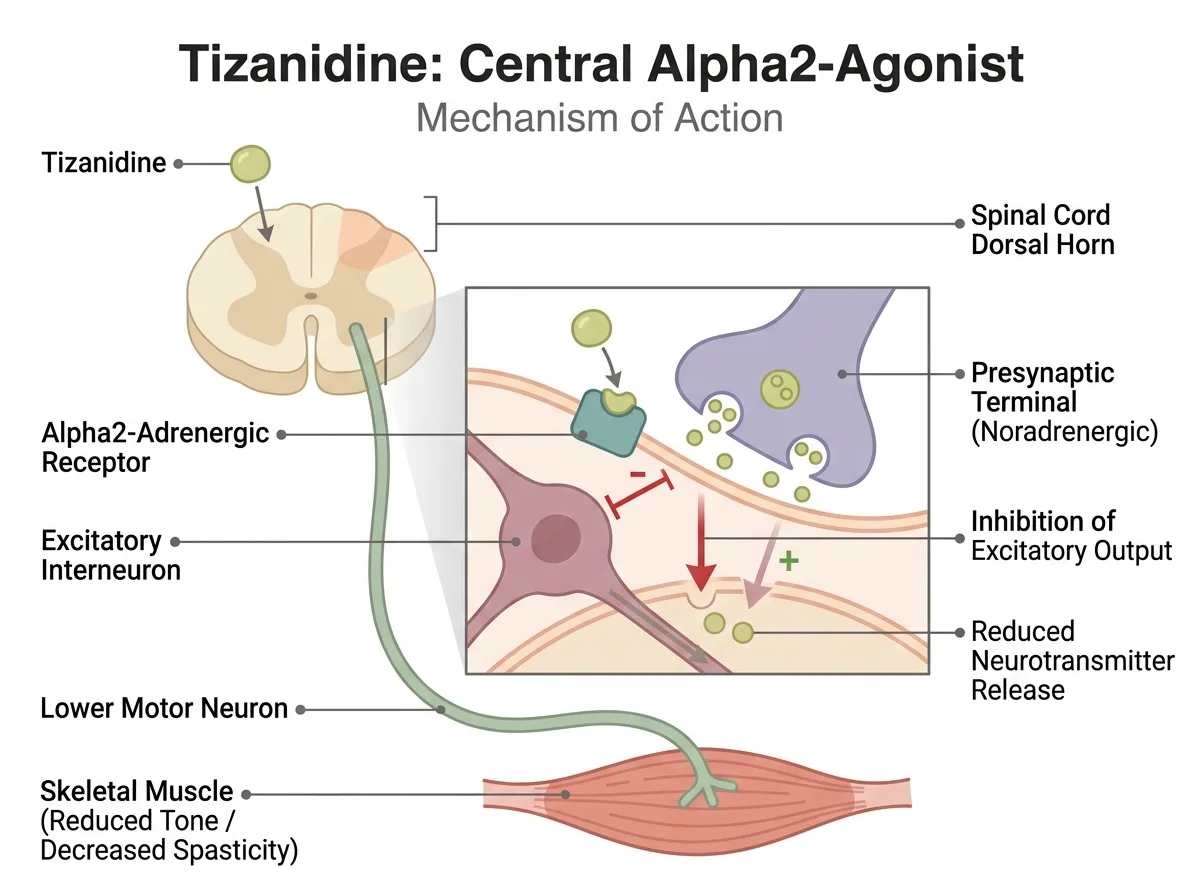 Tizanidine: Central Alpha2-Agonist
Mechanism of Action
Tizanidine
Spinal Cord
Dorsal Horn
Presynaptic
Terminal
(Noradrenergic)
Alpha2-Adrenergic
Receptor
-
Inhibition of
Excitatory Output
Excitatory
Interneuron
+
Reduced
Neurotransmitter
Release
Lower Motor Neuron
Skeletal Muscle
(Reduced Tone /
Decreased Spasticity)